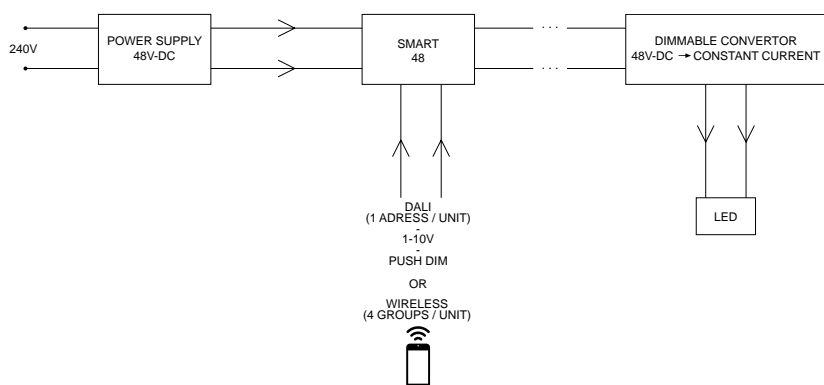 240V
POWER SUPPLY
48V-DC
SMART
48
...
...
DIMMABLE CONVERTOR
48V-DC → CONSTANT CURRENT
LED
DALI
(1 ADRESS / UNIT)
-
1-10V
-
PUSH DIM
OR
WIRELESS
(4 GROUPS / UNIT)